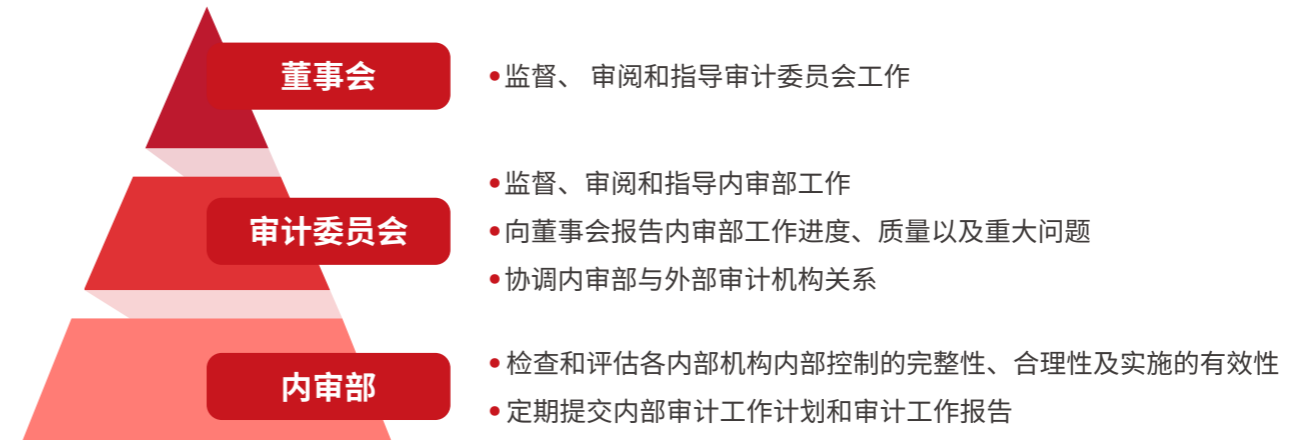 董事会
•监督、 审阅和指导审计委员会工作
审计委员会
•监督、审阅和指导内审部工作
•向董事会报告内审部工作进度、质量以及重大问题
•协调内审部与外部审计机构关系
内审部
•检查和评估各内部机构内部控制的完整性、合理性及实施的有效性
•定期提交内部审计工作计划和审计工作报告